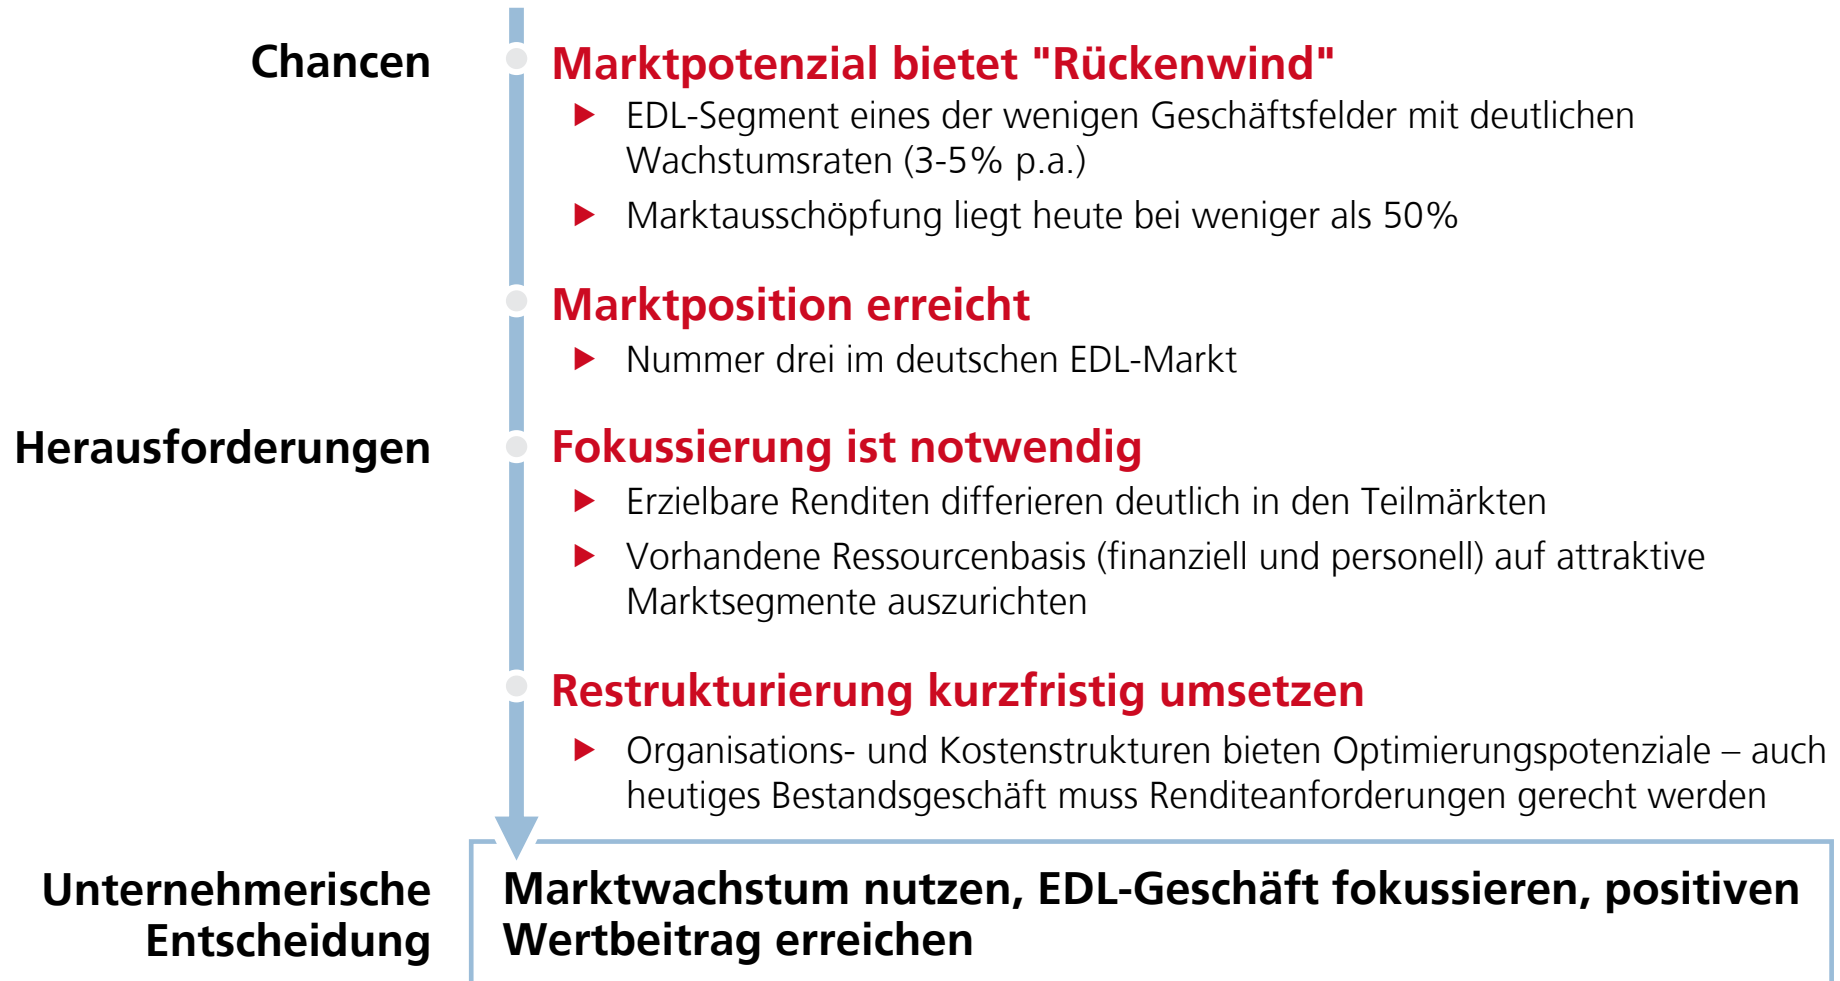 Chancen
Marktpotenzial bietet "Rückenwind"
EDL-Segment eines der wenigen Geschäftsfelder mit deutlichen
Wachstumsraten (3-5% p.a.)
Marktausschöpfung liegt heute bei weniger als 50%
Marktposition erreicht
Nummer drei im deutschen EDL-Markt
Herausforderungen
Fokussierung ist notwendig
Erzielbare Renditen differieren deutlich in den Teilmärkten
Vorhandene Ressourcenbasis (finanziell und personell) auf attraktive
Marktsegmente auszurichten
Restrukturierung kurzfristig umsetzen
Organisations- und Kostenstrukturen bieten Optimierungspotenziale – auch
heutiges Bestandsgeschäft muss Renditeanforderungen gerecht werden
Unternehmerische
Entscheidung
Marktwachstum nutzen, EDL-Geschäft fokussieren, positiven
Wertbeitrag erreichen